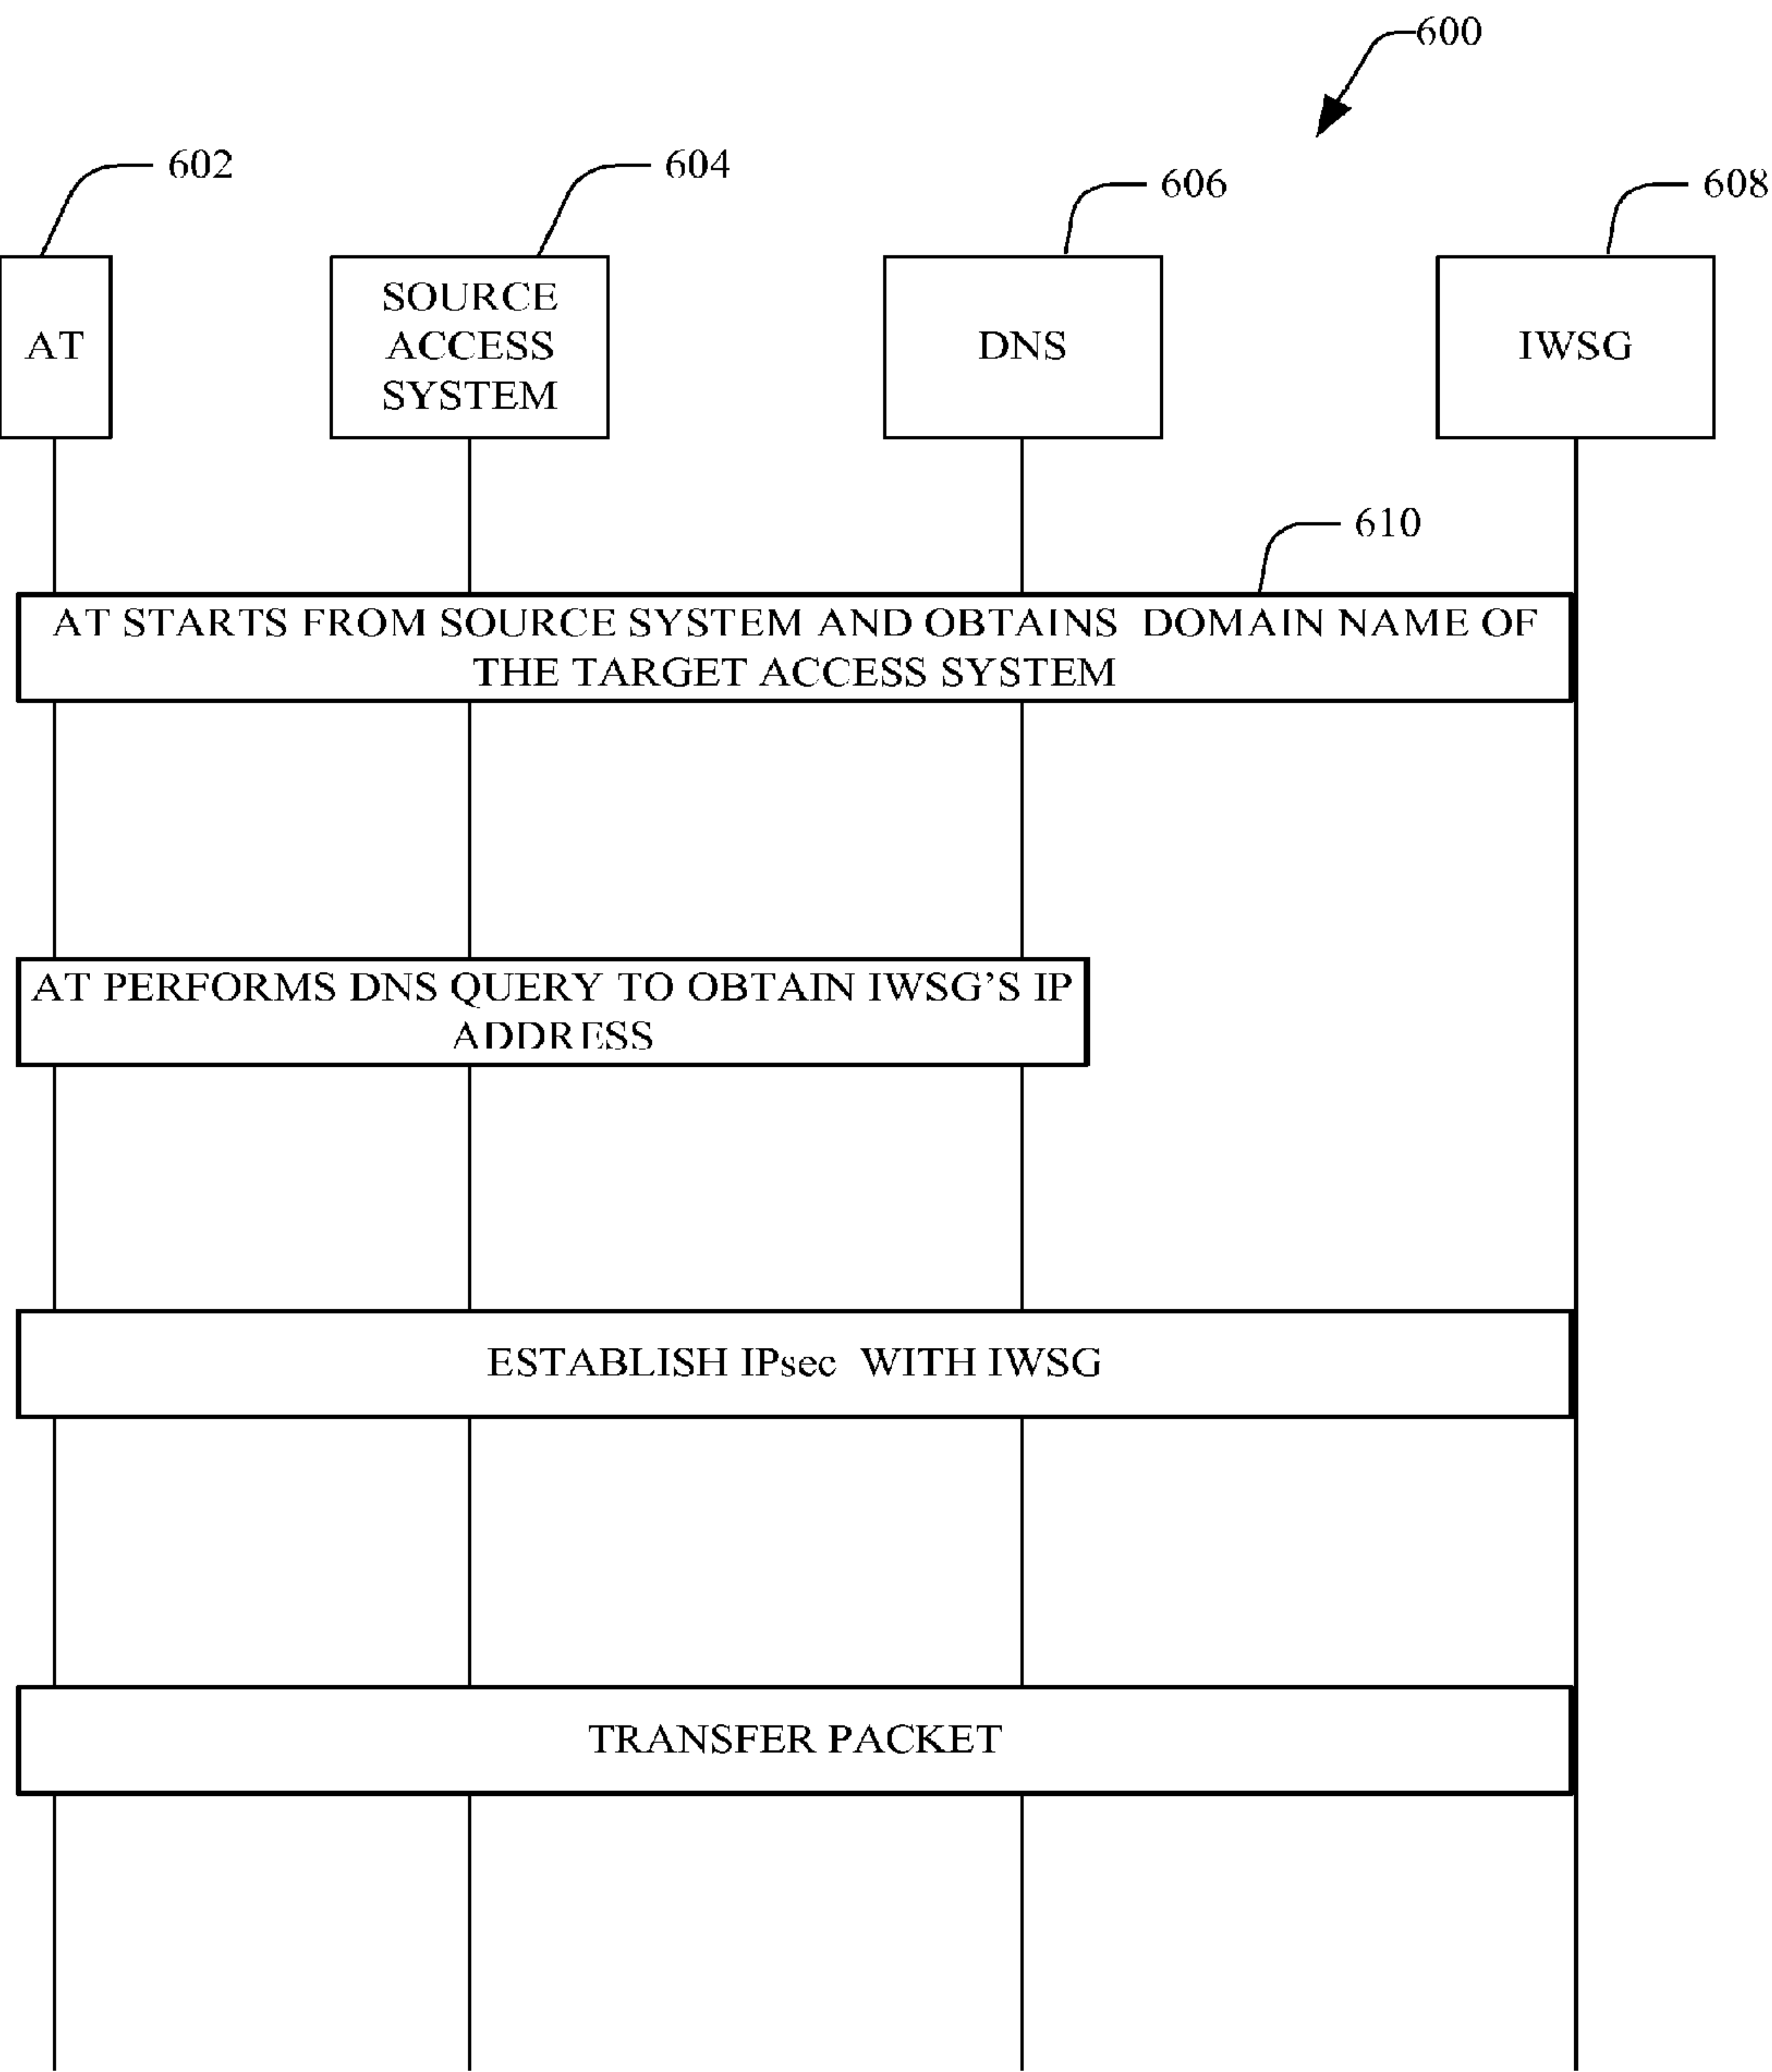 600
602
604
606
608
AT
SOURCE
ACCESS
SYSTEM
DNS
IWSG
610
AT STARTS FROM SOURCE SYSTEM AND OBTAINS DOMAIN NAME OF
THE TARGET ACCESS SYSTEM
AT PERFORMS DNS QUERY TO OBTAIN IWSG’S IP
ADDRESS
ESTABLISH IPsec WITH IWSG
TRANSFER PACKET